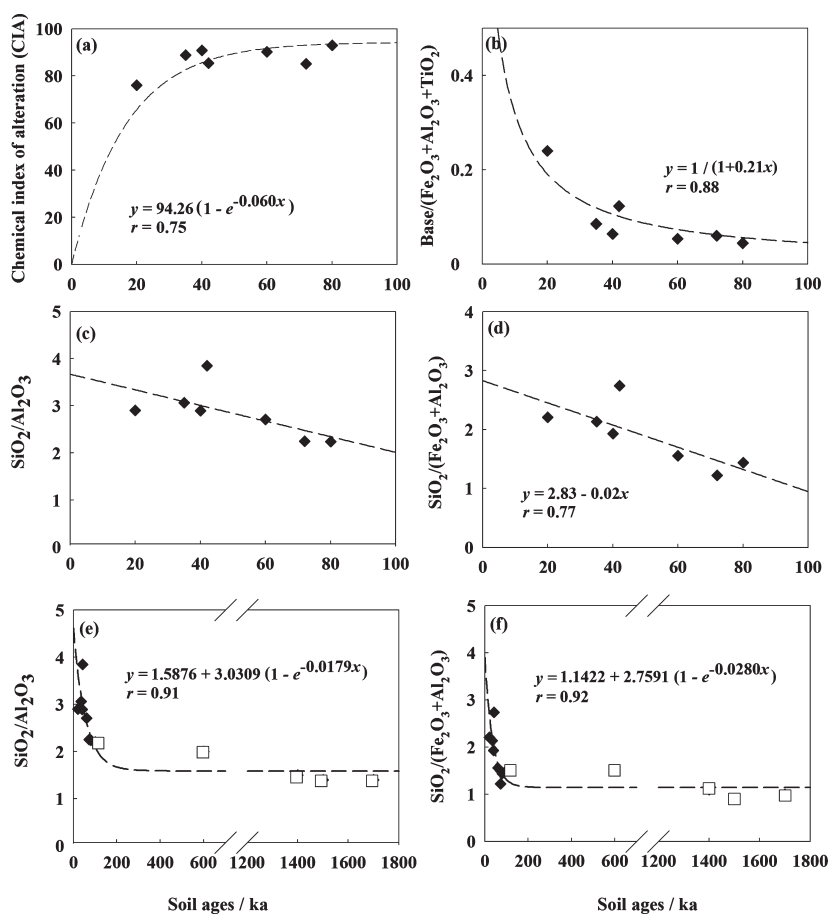 (a)
Chemical index of alteration (CIA)
100
80
60
40
20
0
y = 94.26 (1 - e^-0.060x)
r = 0.75
0 20 40 60 80 100
(b)
Base/(Fe2O3+Al2O3+TiO2)
0.4
0.2
0
y = 1 / (1+0.21x)
r = 0.88
0 20 40 60 80 100
(c)
SiO2/Al2O3
5
4
3
2
1
0
0 20 40 60 80 100
(d)
SiO2/(Fe2O3+Al2O3)
4
3
2
1
0
y = 2.83 - 0.02x
r = 0.77
0 20 40 60 80 100
(e)
SiO2/Al2O3
5
4
3
2
1
0
y = 1.5876 + 3.0309 (1 - e^-0.0179x)
r = 0.91
0 200 400 600 1200 1400 1600 1800
Soil ages / ka
(f)
SiO2/(Fe2O3+Al2O3)
5
4
3
2
1
0
y = 1.1422 + 2.7591 (1 - e^-0.0280x)
r = 0.92
0 200 400 600 1200 1400 1600 1800
Soil ages / ka